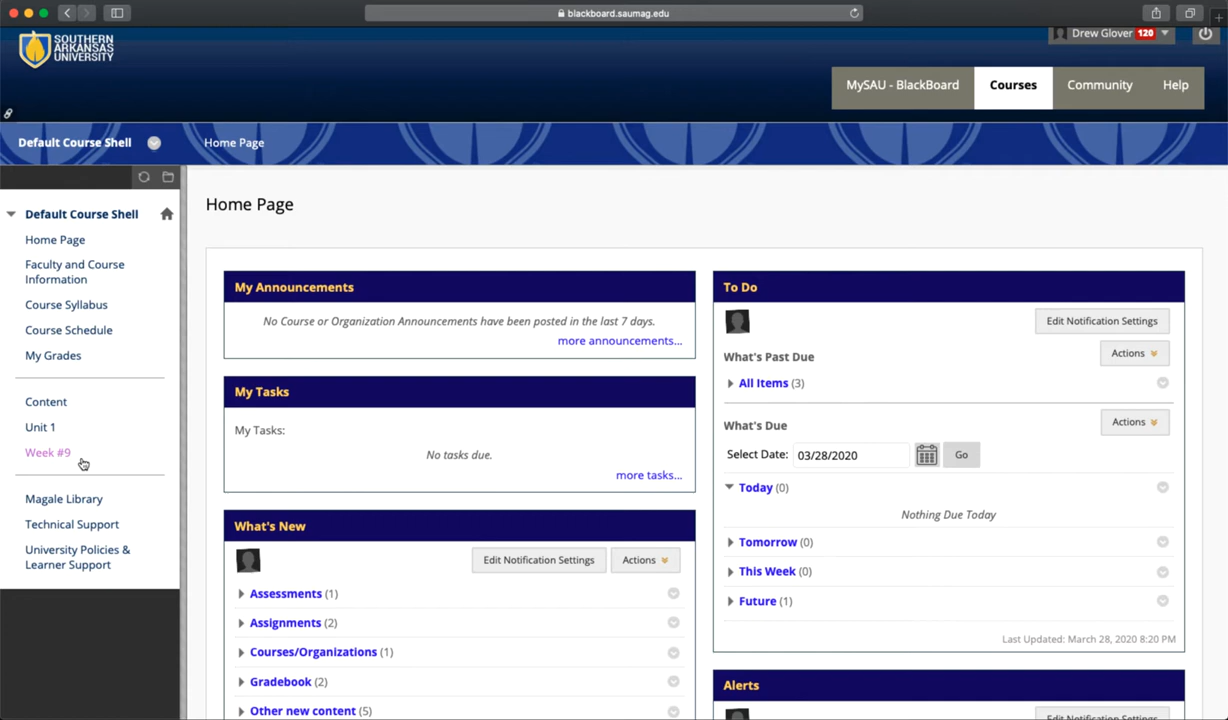 blackboard.saumag.edu
SOUTHERN
ARKANSAS
UNIVERSITY
Drew Glover 120
MySAU - BlackBoard Courses Community Help
Default Course Shell Home Page
Default Course Shell
Home Page
Faculty and Course
Information
Course Syllabus
Course Schedule
My Grades
Content
Unit 1
Week #9
Magale Library
Technical Support
University Policies &
Learner Support
Home Page
My Announcements
No Course or Organization Announcements have been posted in the last 7 days.
more announcements...
My Tasks
My Tasks:
No tasks due.
more tasks...
What's New
Edit Notification Settings Actions
Assessments (1)
Assignments (2)
Courses/Organizations (1)
Gradebook (2)
Other new content (5)
To Do
Edit Notification Settings
What's Past Due Actions
All Items (3)
What's Due Actions
Select Date: 03/28/2020 Go
Today (0)
Nothing Due Today
Tomorrow (0)
This Week (0)
Future (1)
Last Updated: March 28, 2020 8:20 PM
Alerts
Edit Notification Settings